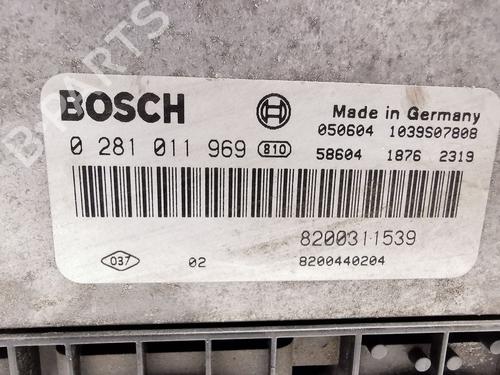 B-PARTS
BOSCH
Made in Germany
050604 1039S07808
0 281 011 969 810
58604 1876 2319
8200311539
037 02 8200440204